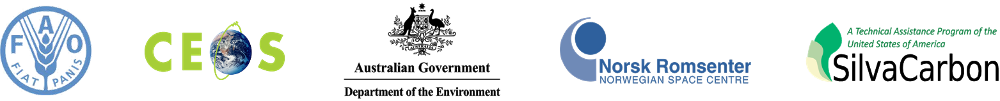 FAO
FIAT PANIS
CEOS
Australian Government
Department of the Environment
Norsk Romsenter
NORWEGIAN SPACE CENTRE
A Technical Assistance Program of the
United States of America
SilvaCarbon